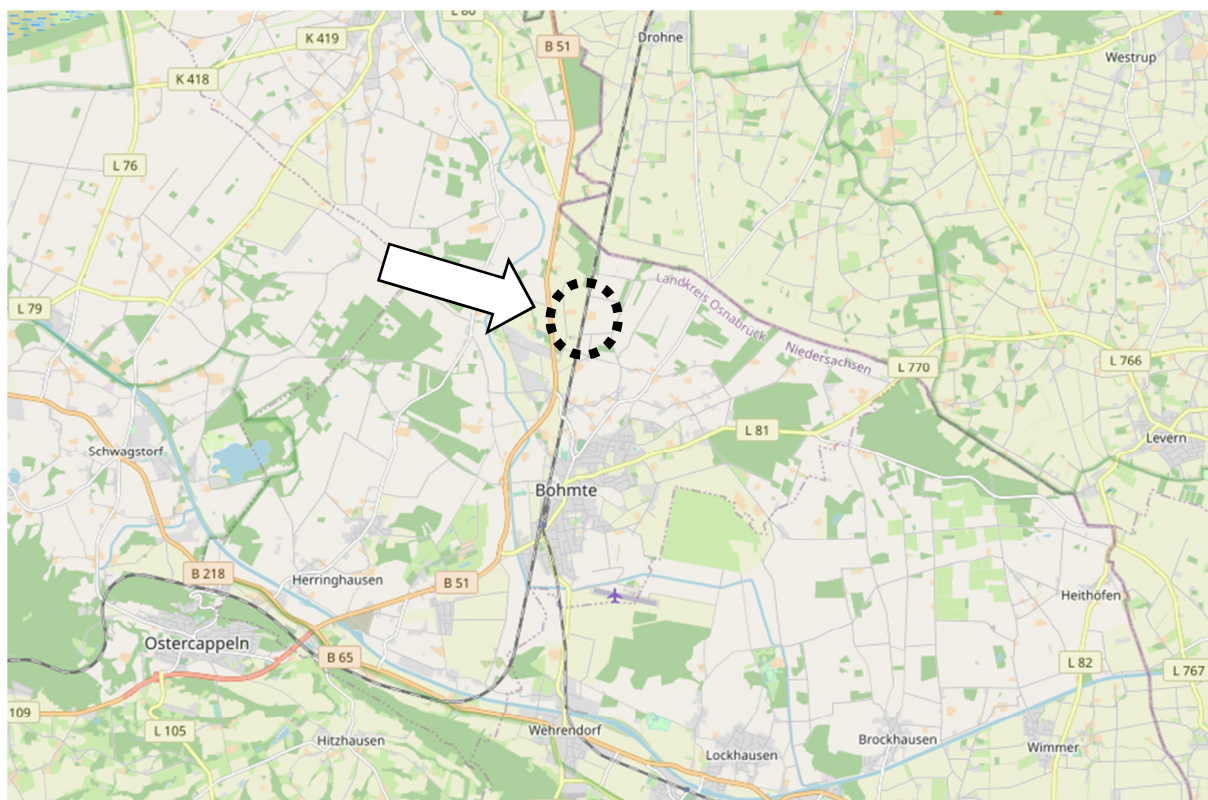 L 80
K 419
B 51
Drohne
Westrup
K 418
L 76
Landkreis Osnabrück
L 79
Niedersachsen
L 766
L 770
L 81
Levern
Schwagstorf
Bohmte
B 218
Herringhausen
B 51
Heithöfen
Ostercappeln
B 65
L 82
L 767
109
L 105
Wehrendorf
Hitzhausen
Brockhausen
Wimmer
Lockhausen